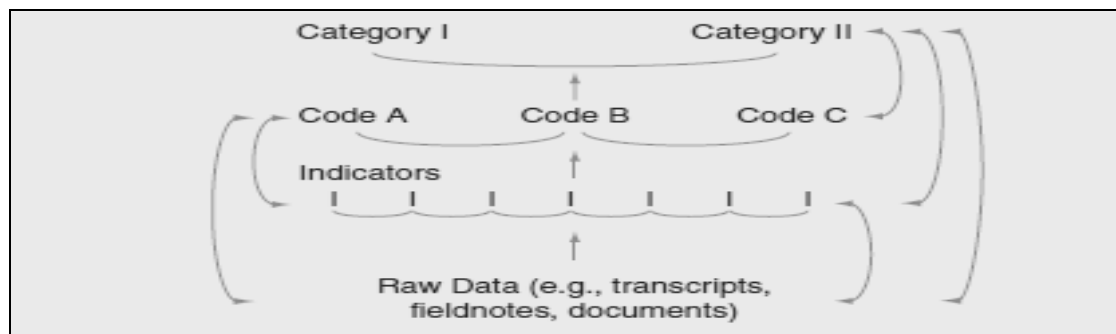 Category I Category II
Code A Code B Code C
Indicators
I I I I I I I
Raw Data (e.g., transcripts,
fieldnotes, documents)